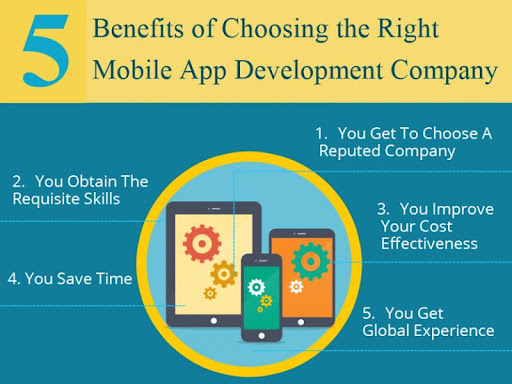 5
Benefits of Choosing the Right
Mobile App Development Company
1. You Get To Choose A
Reputed Company
2. You Obtain The
Requisite Skills
3. You Improve
Your Cost
Effectiveness
4. You Save Time
5. You Get
Global Experience